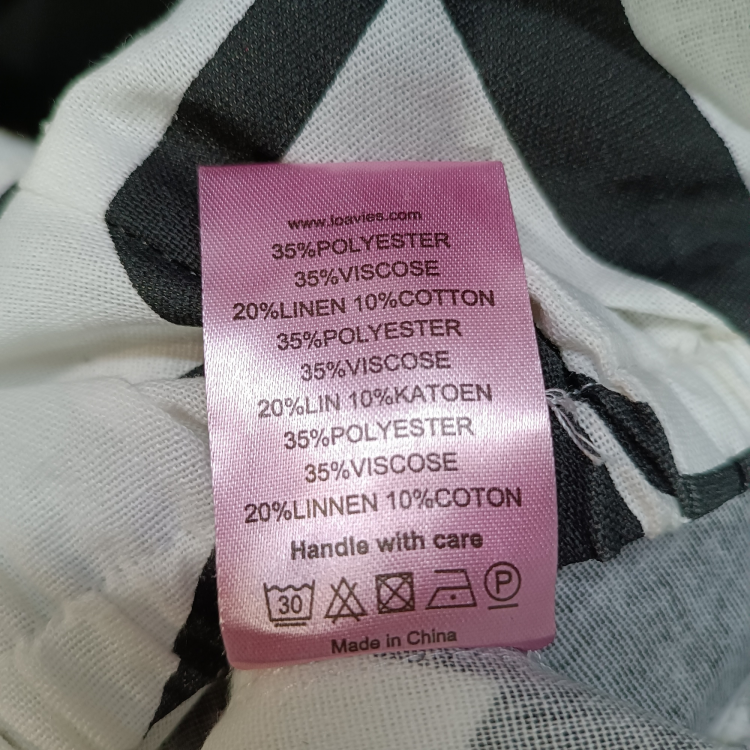 www.loavies.com
35%POLYESTER
35%VISCOSE
20%LINEN 10%COTTON
35%POLYESTER
35%VISCOSE
20%LIN 10%KATOEN
35%POLYESTER
35%VISCOSE
20%LINNEN 10%COTON
Handle with care
30 P
Made in China